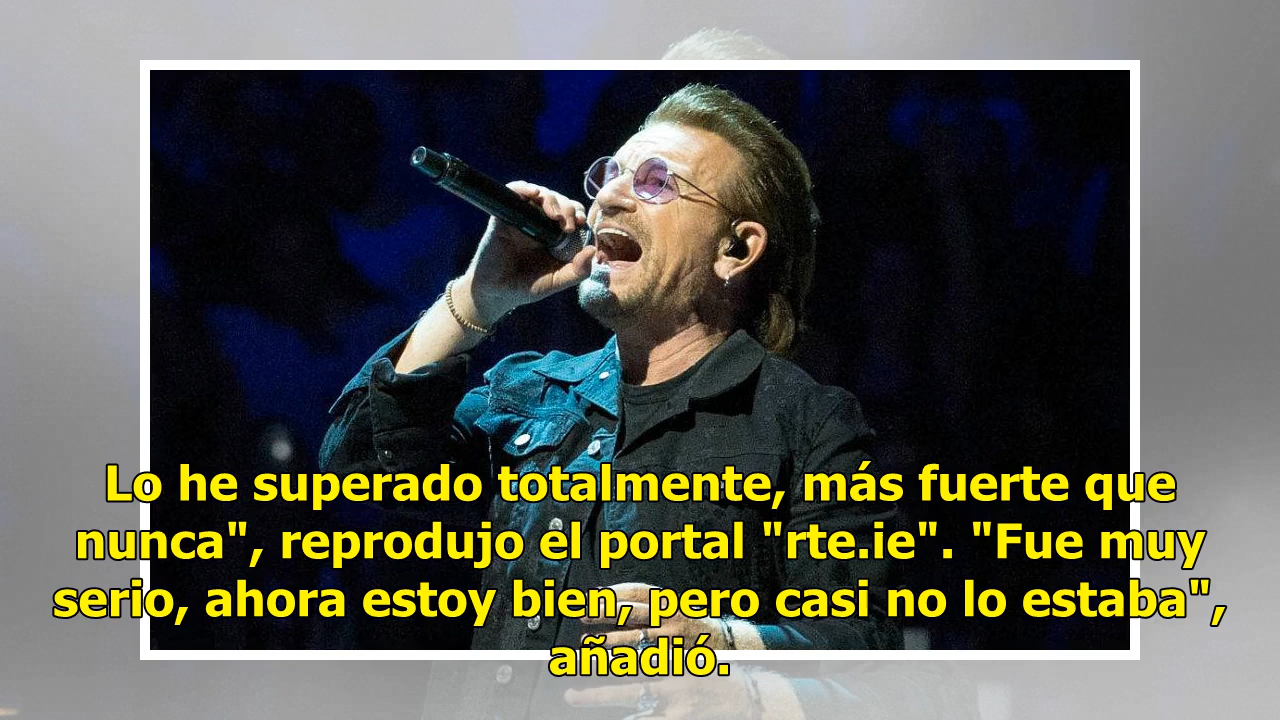 Lo he superado totalmente, más fuerte que
nunca", reprodujo el portal "rte.ie". "Fue muy
serio, ahora estoy bien, pero casi no lo estaba",
añadió.